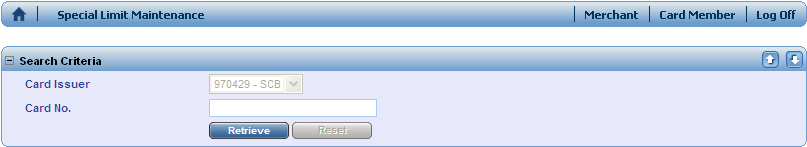 Special Limit Maintenance Merchant Card Member Log Off
Search Criteria
Card Issuer 970429 - SCB
Card No.
Retrieve Reset